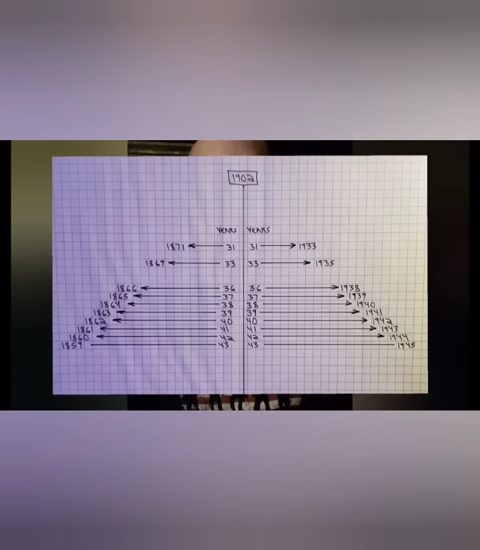 1902
YEARS YEARS
1871 31 31 1933
1869 33 33 1935
1866 36 36 1938
1865 37 37 1939
1864 38 38 1940
1863 39 39 1941
1862 40 40 1942
1861 41 41 1943
1860 42 42 1944
1859 43 43 1945